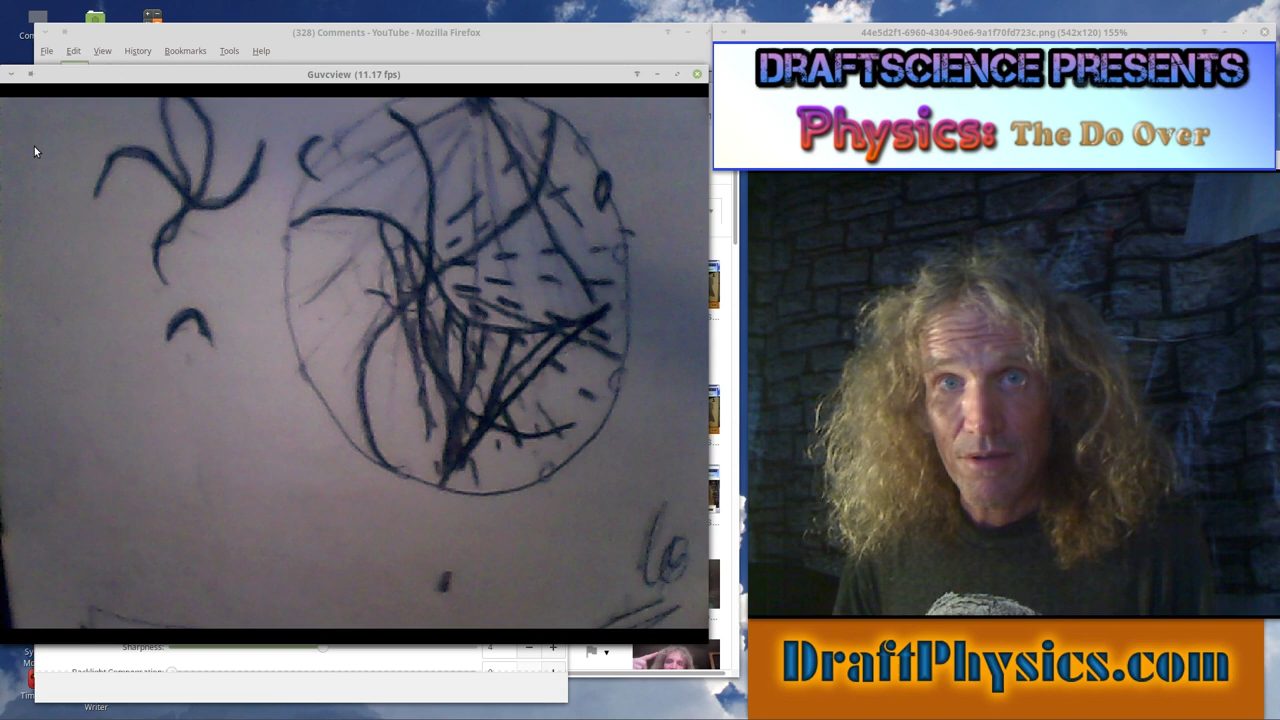 (328) Comments - YouTube - Mozilla Firefox
File Edit View History Bookmarks Tools Help
Guvcview (11.17 fps)
44e5d2f1-6960-4304-90e6-9a1f70fd723c.png (542x120) 155%
DRAFTSCIENCE PRESENTS
Physics: The Do Over
Sharpness:
4
Writer
DraftPhysics.com